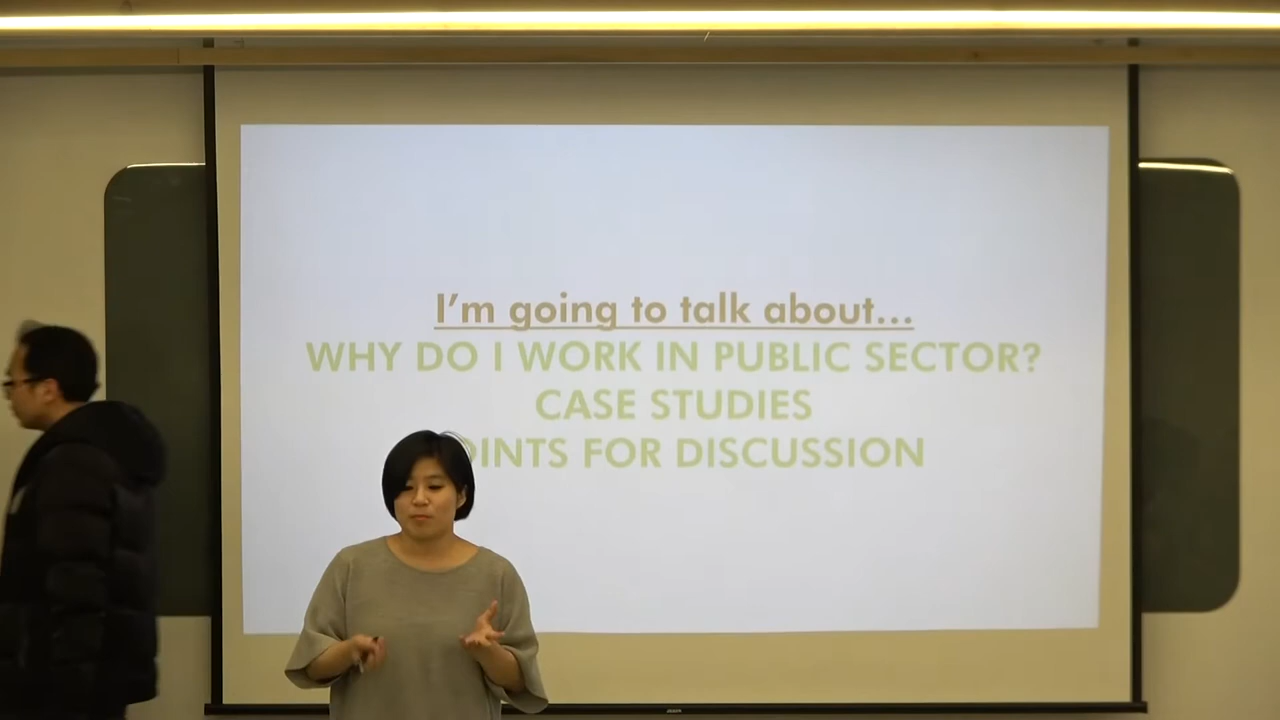 I'm going to talk about...
WHY DO I WORK IN PUBLIC SECTOR?
CASE STUDIES
OINTS FOR DISCUSSION